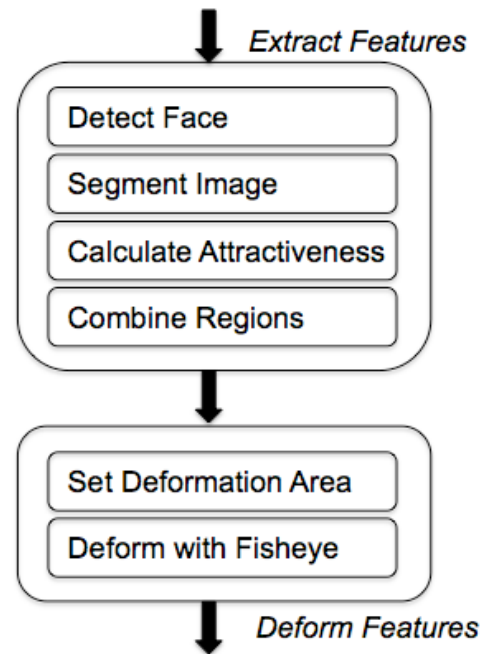 Extract Features
Detect Face
Segment Image
Calculate Attractiveness
Combine Regions
Set Deformation Area
Deform with Fisheye
Deform Features